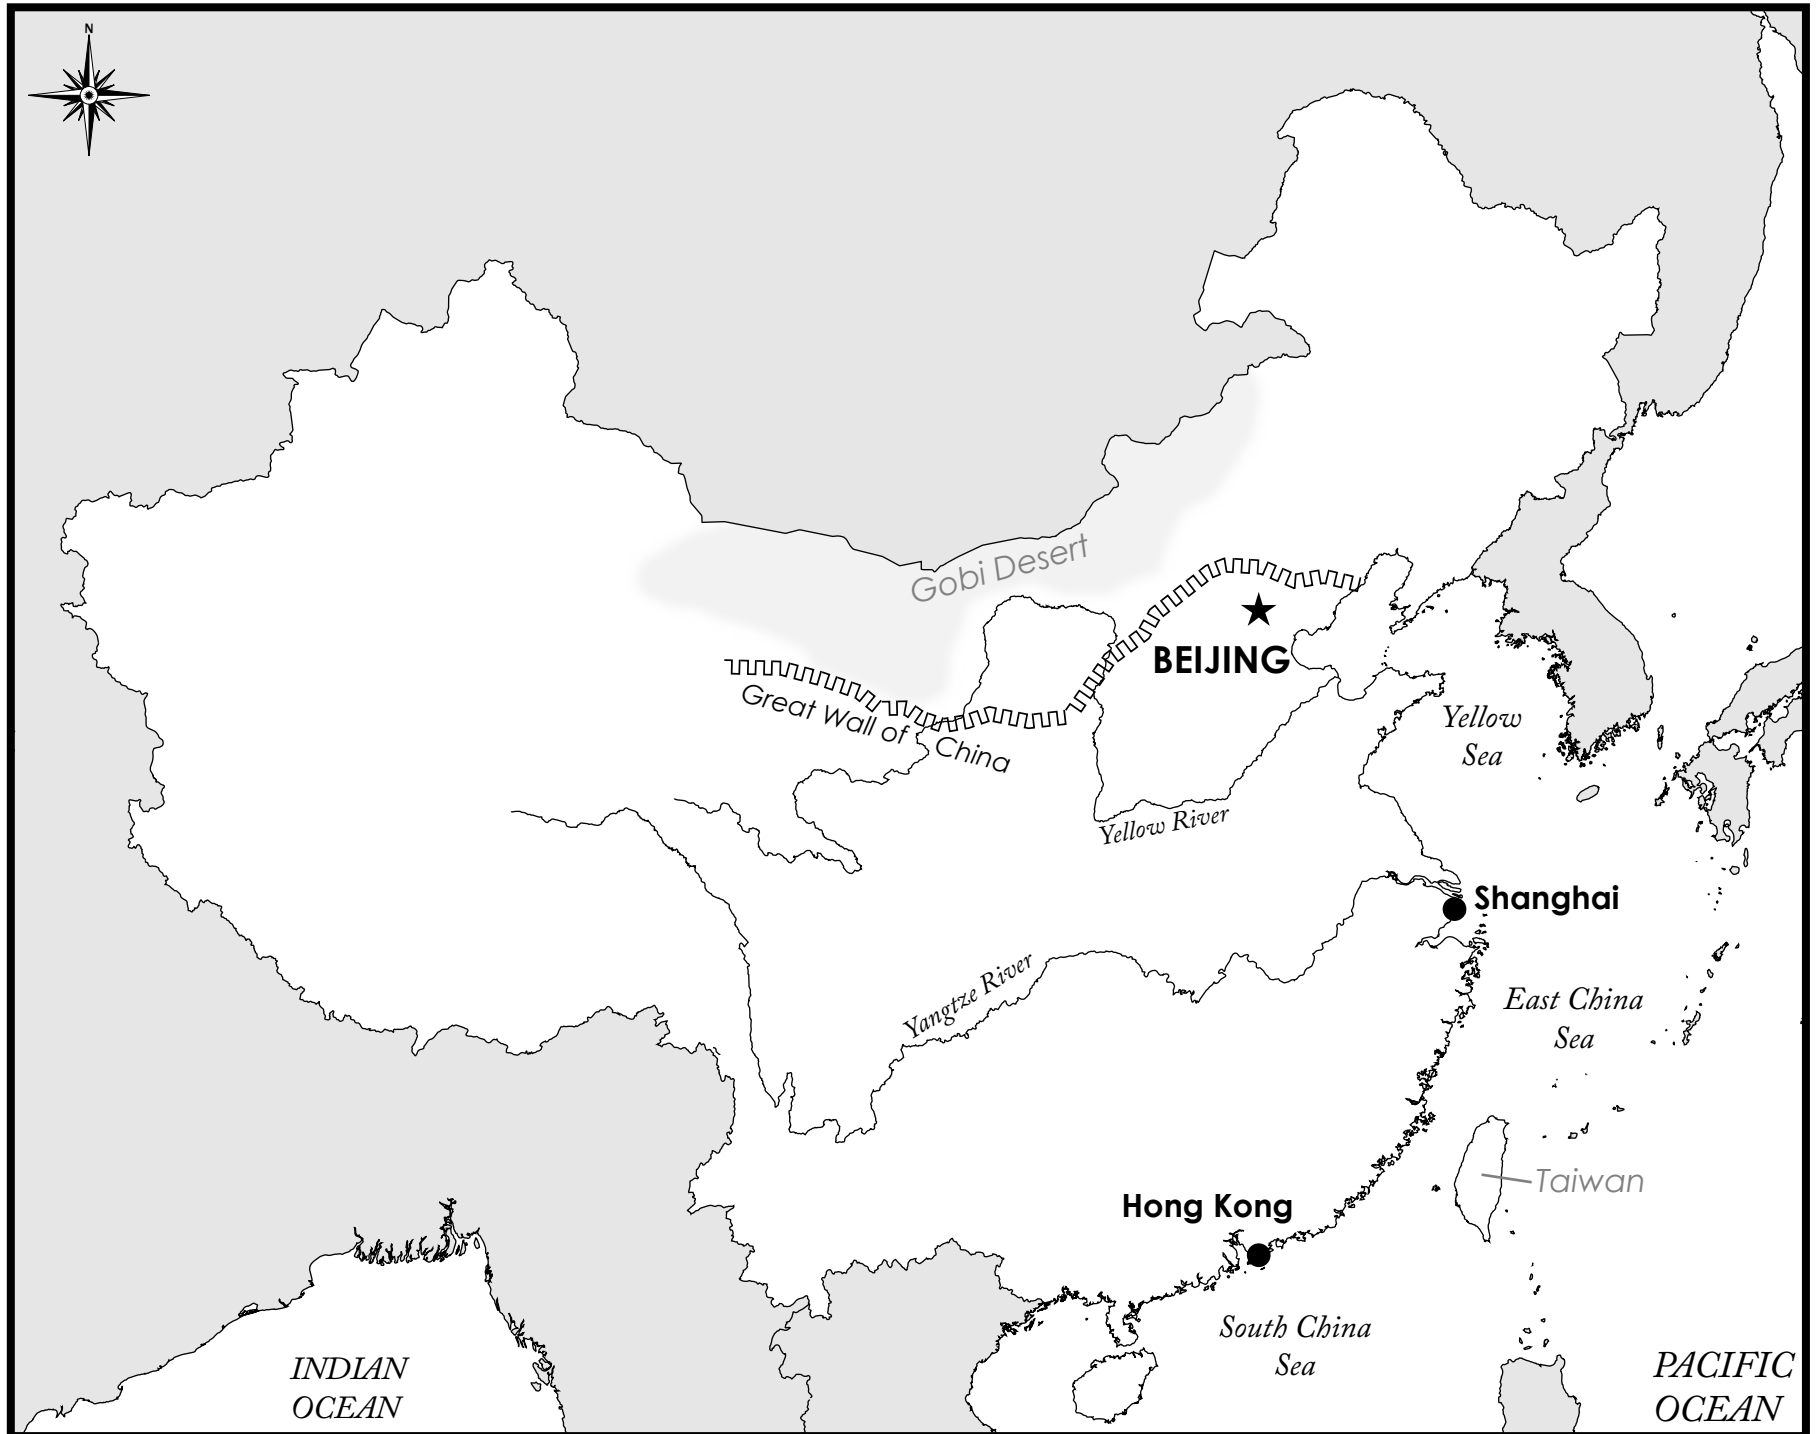 N
Gobi Desert
BEIJING
Great Wall of China
Yellow
Sea
Yellow River
Shanghai
Yangtze River
East China
Sea
Taiwan
Hong Kong
South China
Sea
INDIAN
OCEAN
PACIFIC
OCEAN